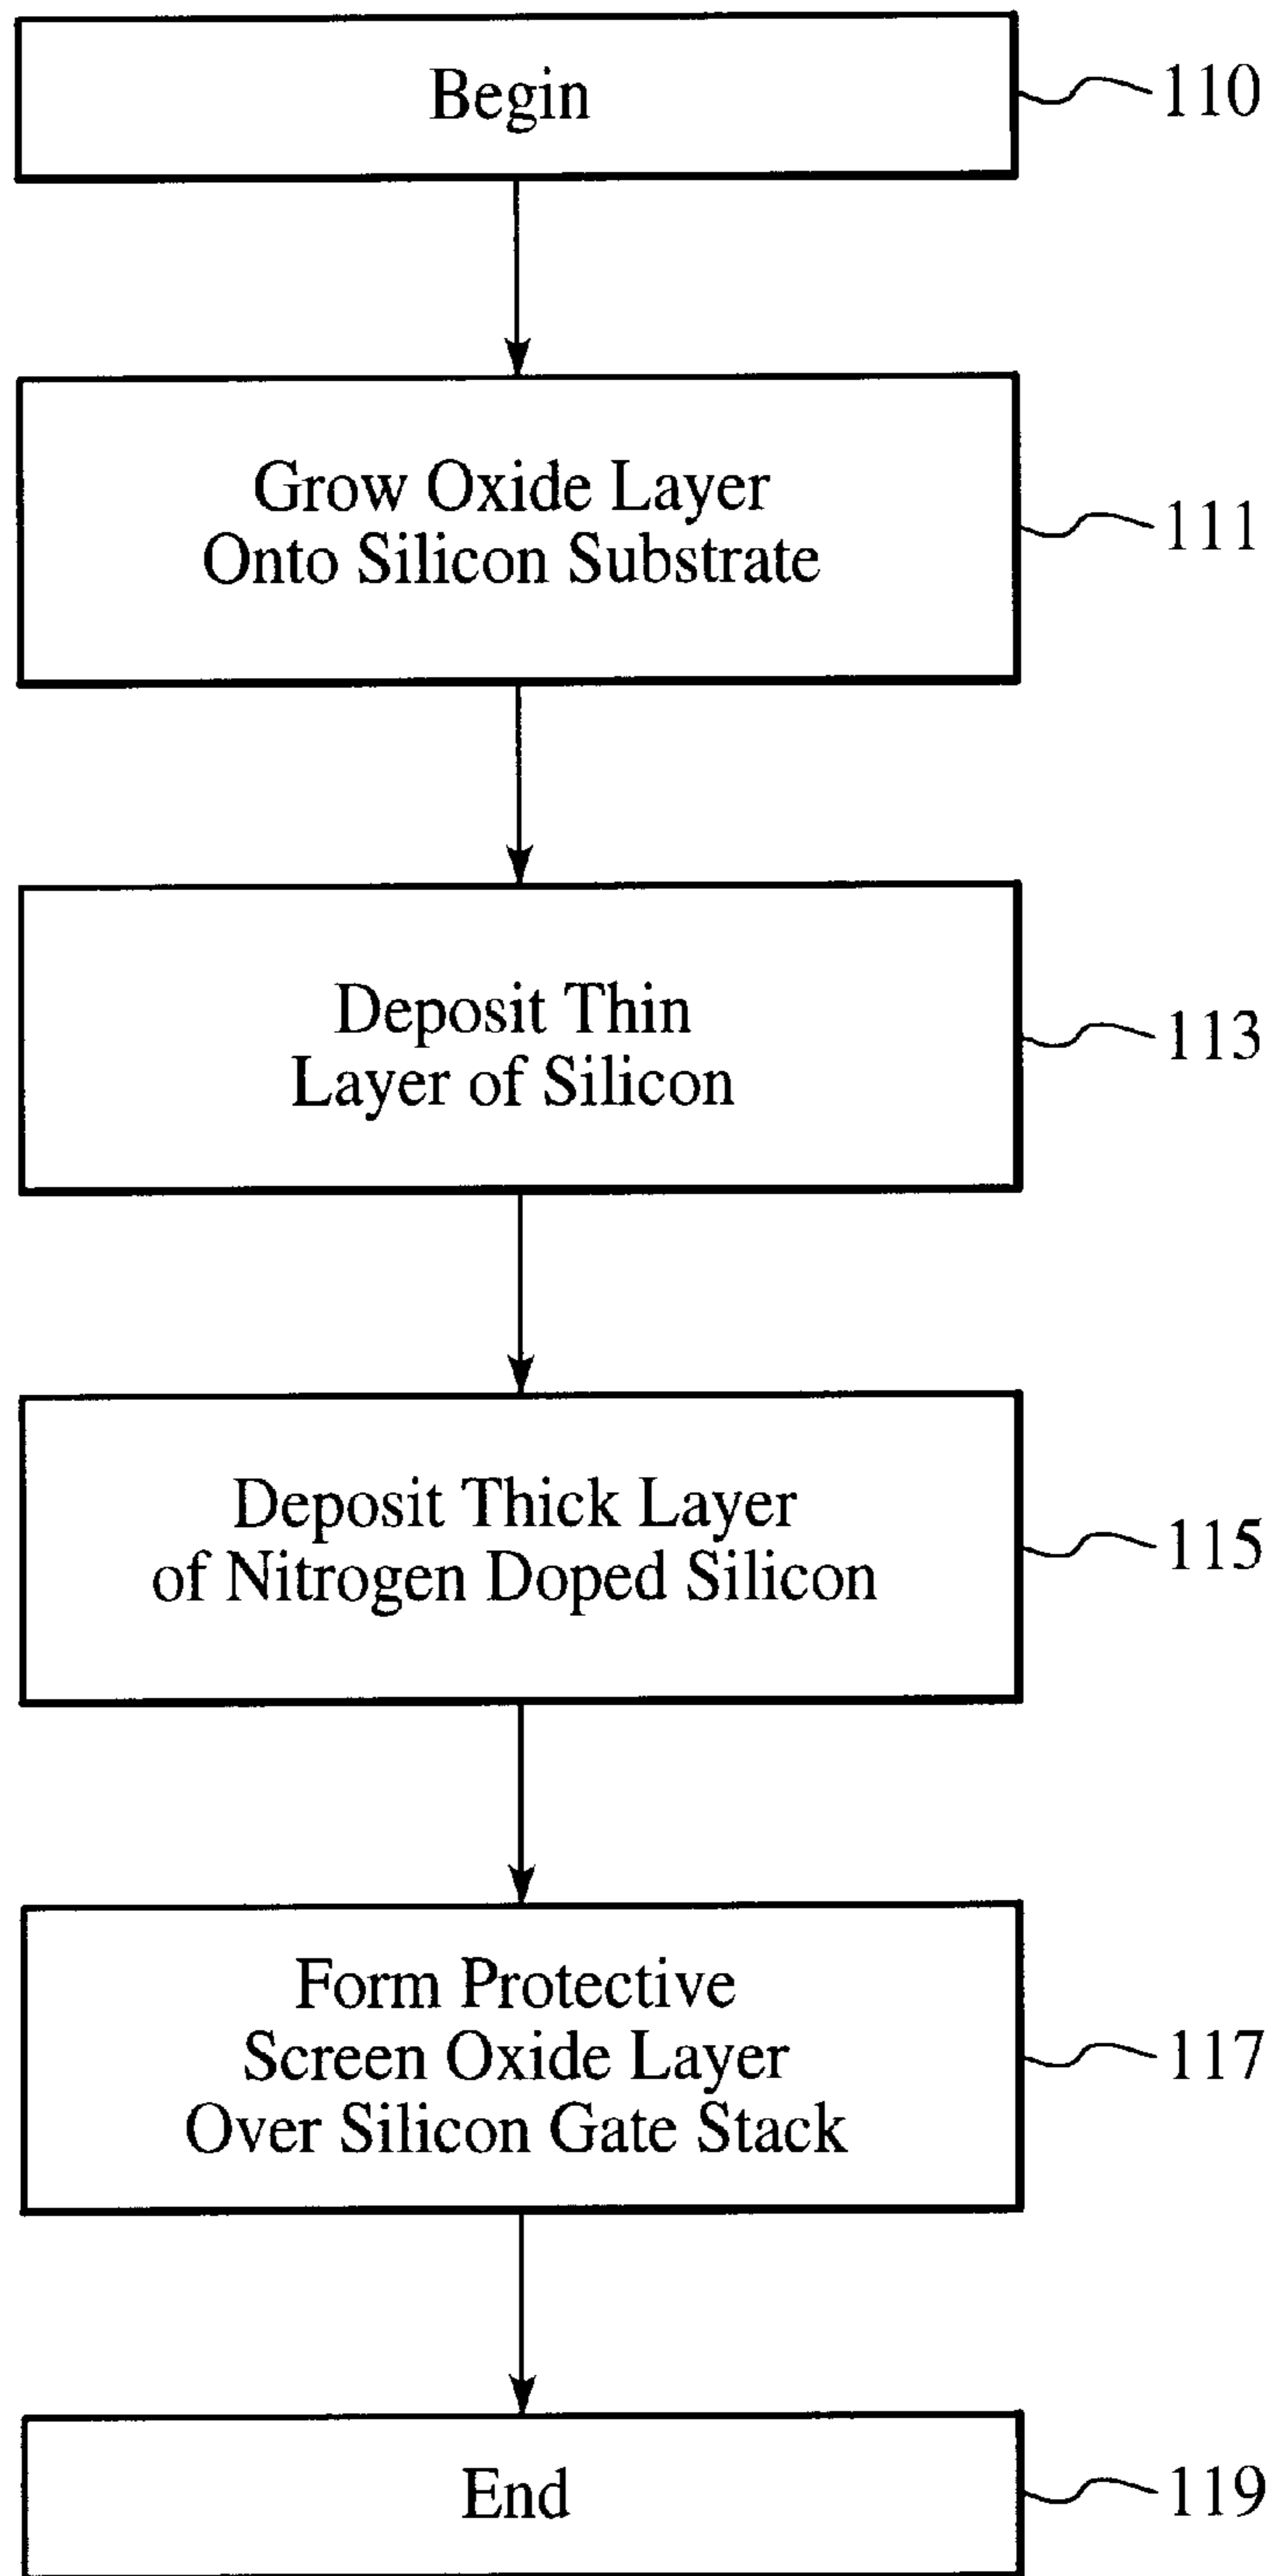 Begin
110
Grow Oxide Layer
Onto Silicon Substrate
111
Deposit Thin
Layer of Silicon
113
Deposit Thick Layer
of Nitrogen Doped Silicon
115
Form Protective
Screen Oxide Layer
Over Silicon Gate Stack
117
End
119